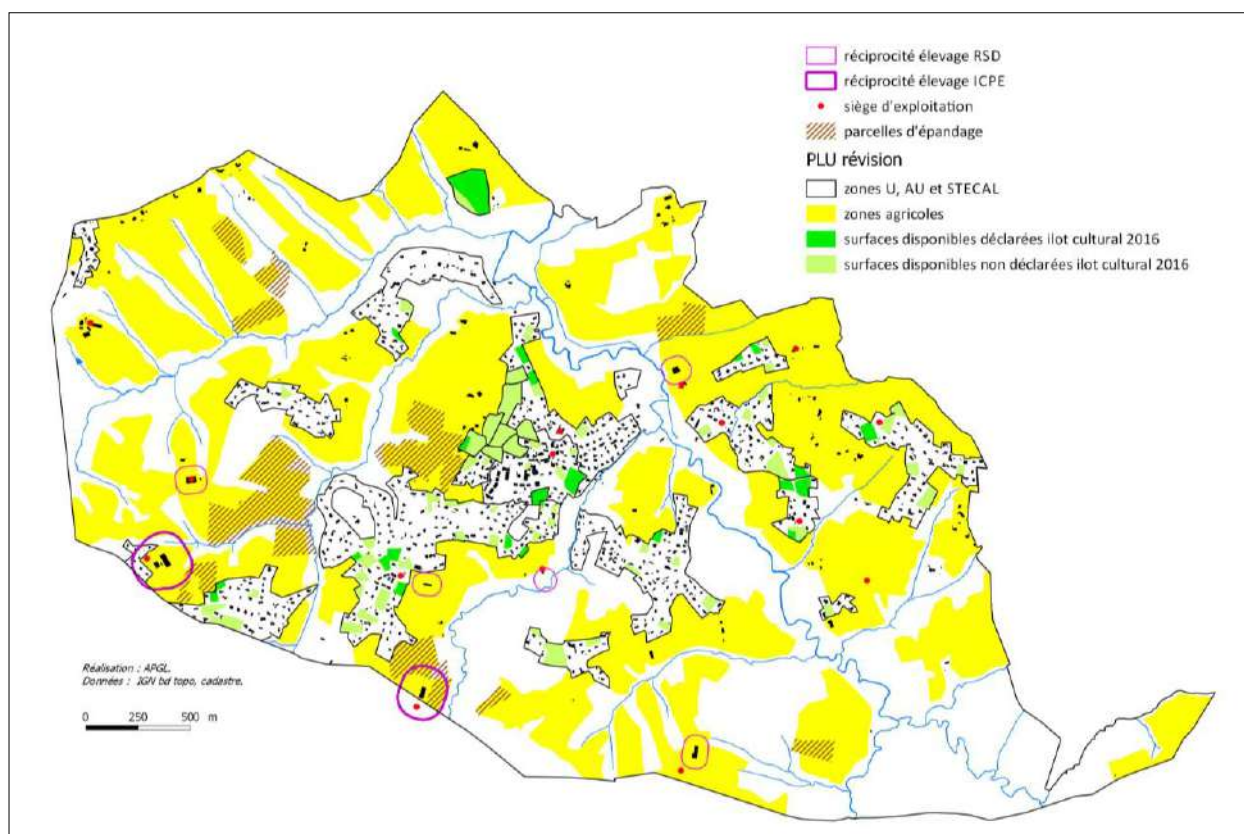 réciprocité élevage RSD
réciprocité élevage ICPE
siège d'exploitation
parcelles d'épandage
PLU révision
zones U, AU et STECAL
zones agricoles
surfaces disponibles déclarées ilot cultural 2016
surfaces disponibles non déclarées ilot cultural 2016
Réalisation : APGL.
Données : IGN bd topo, cadastre.
0 250 500 m